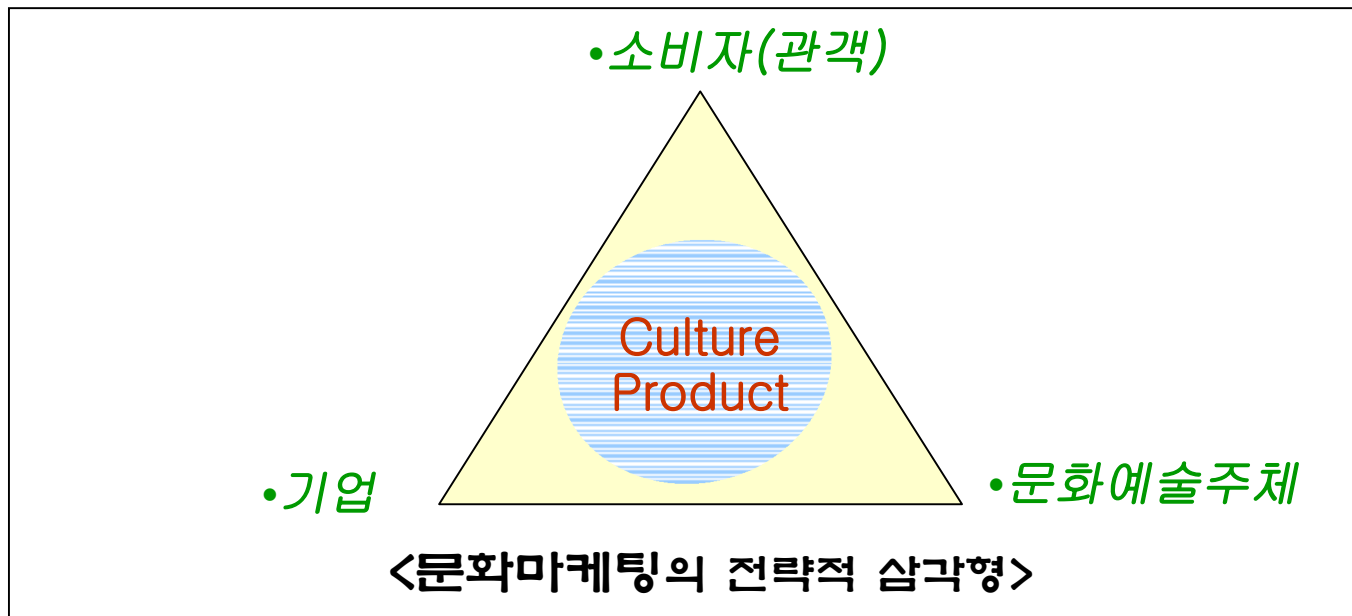 •소비자(관객)
Culture
Product
•기업
•문화예술주체
<문화마케팅의 전략적 삼각형>